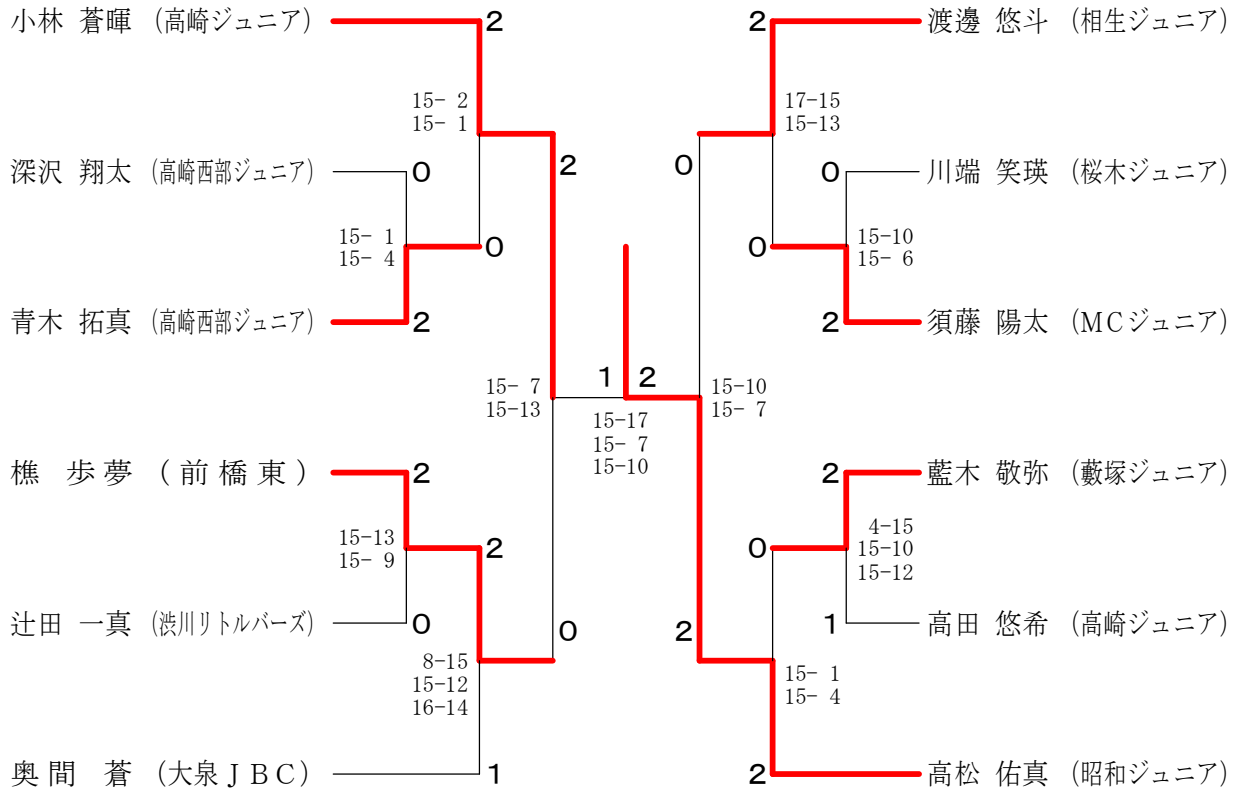 小林 蒼暉 (高崎ジュニア) 2 2 渡邊 悠斗 (相生ジュニア)
15- 2 17-15
15- 1 15-13
深沢 翔太 (高崎西部ジュニア) 0 2 0 0 川端 笑瑛 (桜木ジュニア)
15- 1 0 0 15-10
15- 4 15- 6
青木 拓真 (高崎西部ジュニア) 2 2 須藤 陽太 (MCジュニア)
15- 7 1 2 15-10
15-13 15- 7
15-17
15- 7
15-10
樵 歩夢 (前橋東) 2 2 藍木 敬弥 (藪塚ジュニア)
15-13 2 0 4-15
15- 9 15-10
15-12
辻田 一真 (渋川リトルバーズ) 0 0 2 1 高田 悠希 (高崎ジュニア)
8-15 15- 1
15-12 15- 4
16-14
奥間 蒼 (大泉JBC) 1 2 高松 佑真 (昭和ジュニア)